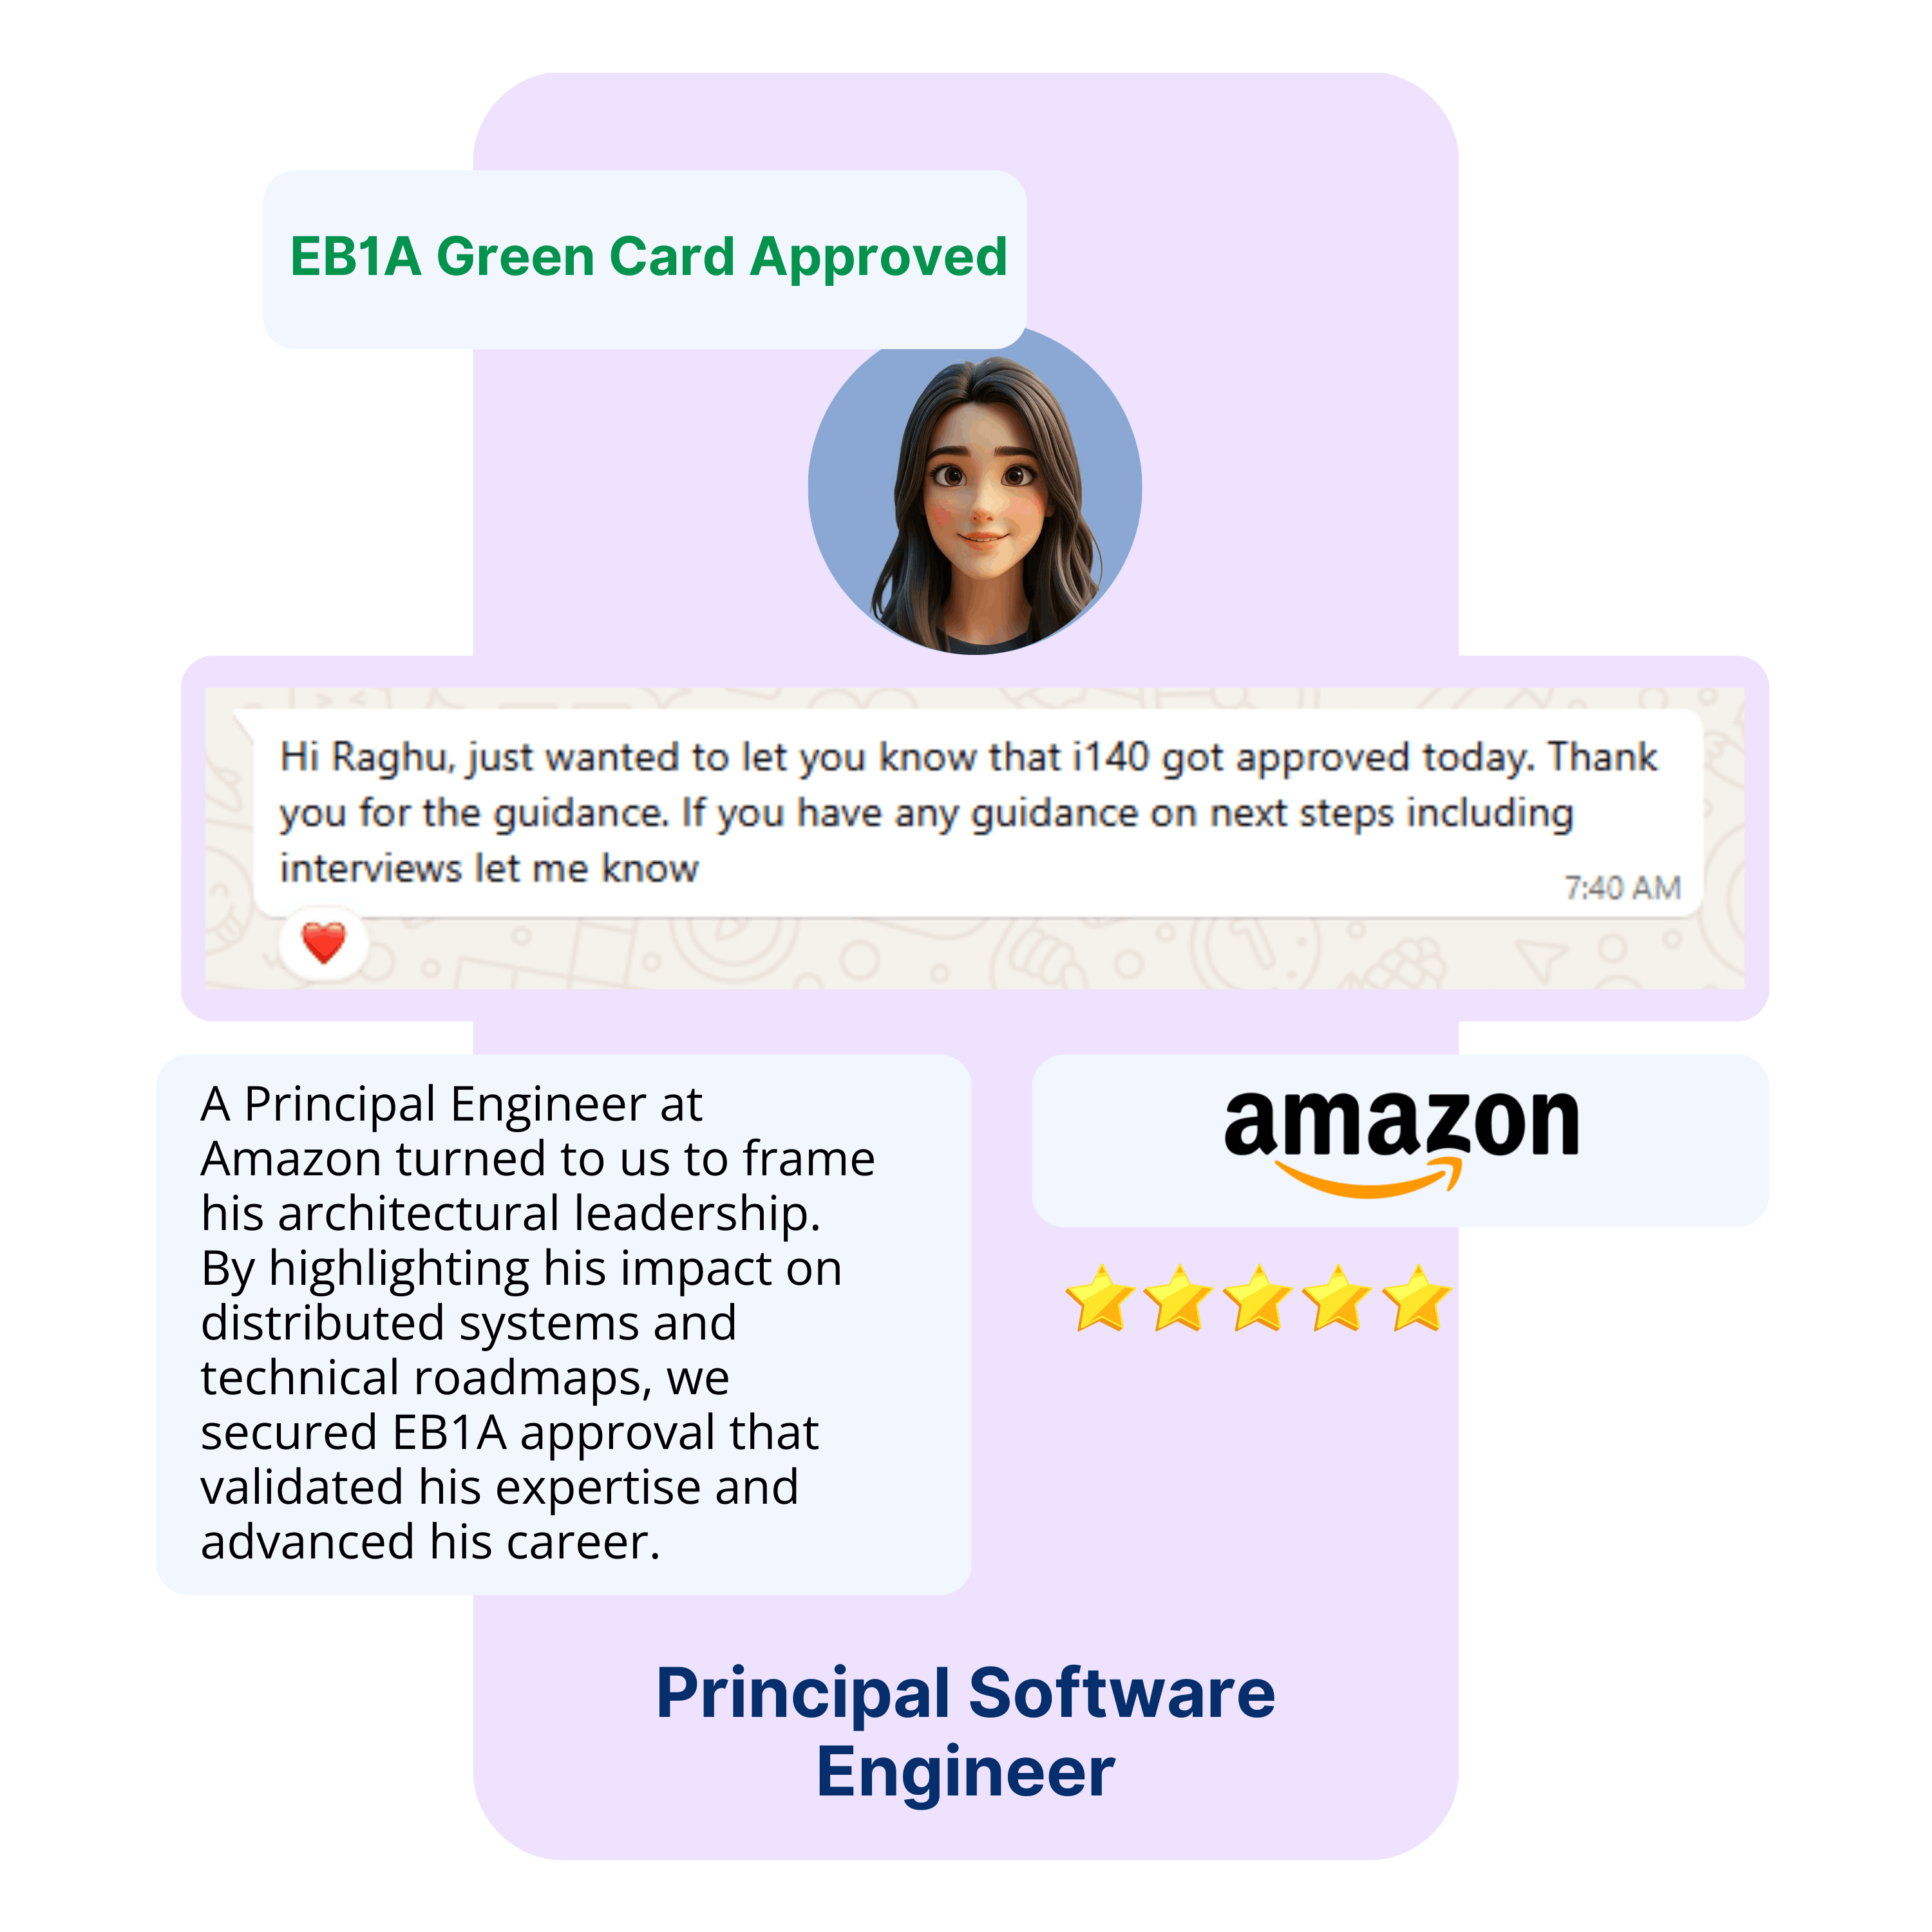 EB1A Green Card Approved
Hi Raghu, just wanted to let you know that i140 got approved today. Thank
you for the guidance. If you have any guidance on next steps including
interviews let me know
7:40 AM
A Principal Engineer at
Amazon turned to us to frame
his architectural leadership.
By highlighting his impact on
distributed systems and
technical roadmaps, we
secured EB1A approval that
validated his expertise and
advanced his career.
amazon
Principal Software
Engineer